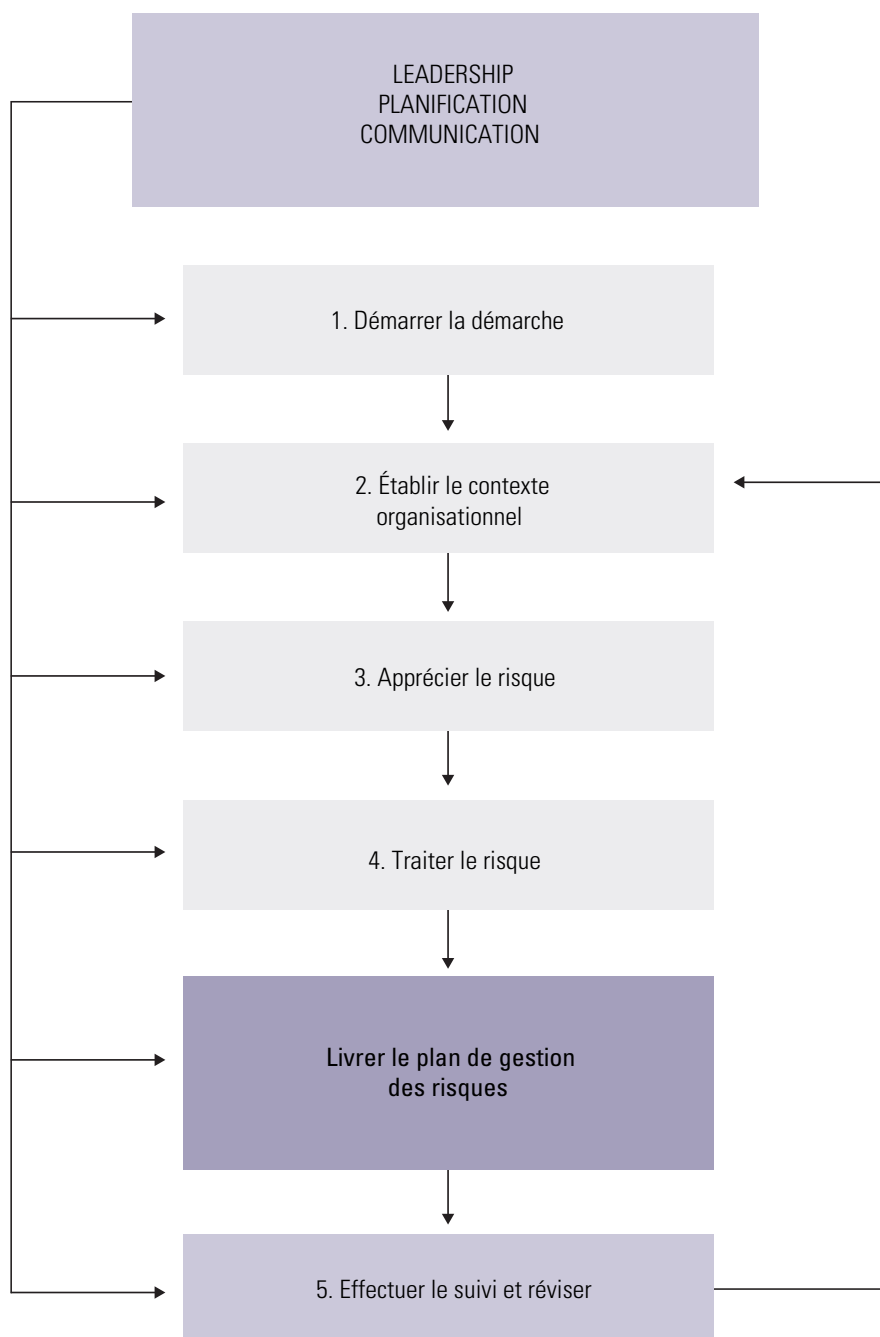 LEADERSHIP
PLANIFICATION
COMMUNICATION
1. Démarrer la démarche
2. Établir le contexte
organisationnel
3. Apprécier le risque
4. Traiter le risque
Livrer le plan de gestion
des risques
5. Effectuer le suivi et réviser